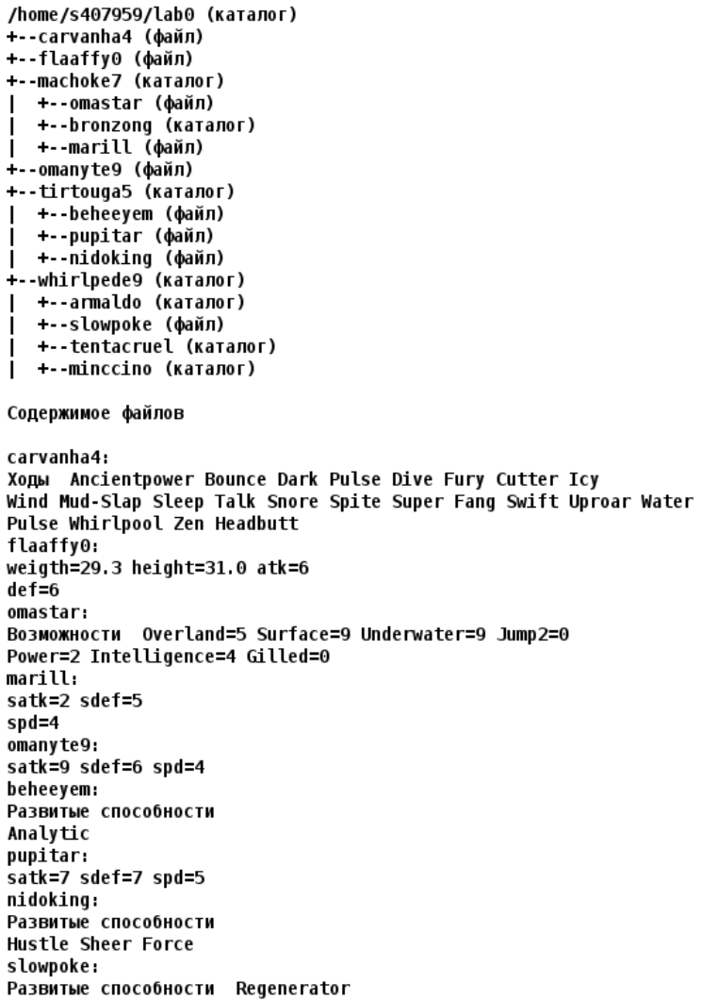 /home/s407959/lab0 (каталог)
+--carvanha4 (файл)
+--flaaffy0 (файл)
+--machoke7 (каталог)
|  +--omastar (файл)
|  +--bronzong (каталог)
|  +--marill (файл)
+--omanyte9 (файл)
+--tirtouga5 (каталог)
|  +--beheeyem (файл)
|  +--pupitar (файл)
|  +--nidoking (файл)
+--whirlpede9 (каталог)
|  +--armaldo (каталог)
|  +--slowpoke (файл)
|  +--tentacruel (каталог)
|  +--minccino (каталог)

Содержимое файлов

carvanha4:
Ходы  Ancientpower Bounce Dark Pulse Dive Fury Cutter Icy
Wind Mud-Slap Sleep Talk Snore Spite Super Fang Swift Uproar Water
Pulse Whirlpool Zen Headbutt
flaaffy0:
weigth=29.3 height=31.0 atk=6
def=6
omastar:
Возможности  Overland=5 Surface=9 Underwater=9 Jump2=0
Power=2 Intelligence=4 Gilled=0
marill:
satk=2 sdef=5
spd=4
omanyte9:
satk=9 sdef=6 spd=4
beheeyem:
Развитые способности
Analytic
pupitar:
satk=7 sdef=7 spd=5
nidoking:
Развитые способности
Hustle Sheer Force
slowpoke:
Развитые способности  Regenerator